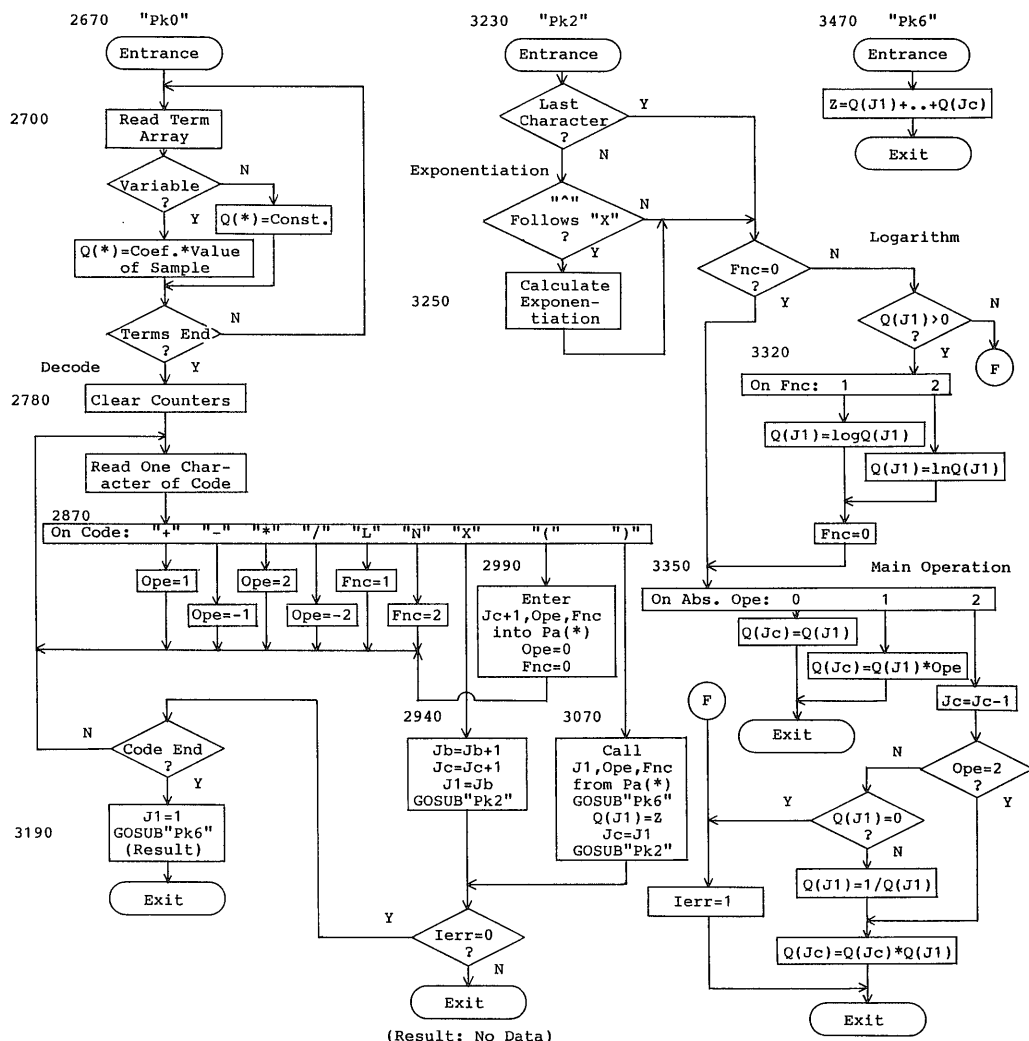 2670 "Pk0"
Entrance
2700
Read Term
Array
Variable
?
N
Y
Q(*)=Const.
Q(*)=Coef.*Value
of Sample
Terms End
?
N
Y
Decode
2780
Clear Counters
Read One Char-
acter of Code
2870
On Code: "+" "-" "*" "/" "L" "N" "X" "(" ")"
Ope=1
Ope=-1
Ope=2
Ope=-2
Fnc=1
Fnc=2
2990
Enter
Jc+1,Ope,Fnc
into Pa(*)
Ope=0
Fnc=0
2940
Jb=Jb+1
Jc=Jc+1
J1=Jb
GOSUB"Pk2"
3070
Call
J1,Ope,Fnc
from Pa(*)
GOSUB"Pk6"
Q(J1)=Z
Jc=J1
GOSUB"Pk2"
N
Code End
?
Y
3190
J1=1
GOSUB"Pk6"
(Result)
Exit
Y
Ierr=0
?
N
Exit
(Result: No Data)
3230 "Pk2"
Entrance
Last
Character
?
Y
N
Exponentiation
"^"
Follows "X"
?
N
Y
3250
Calculate
Exponen-
tiation
Fnc=0
?
N
Y
Logarithm
Q(J1)>0
?
N
Y
F
3320
On Fnc: 1 2
Q(J1)=logQ(J1)
Q(J1)=lnQ(J1)
Fnc=0
3350
Main Operation
On Abs. Ope: 0 1 2
Q(Jc)=Q(J1)
Q(Jc)=Q(J1)*Ope
Jc=Jc-1
Exit
F
Ope=2
?
N
Y
Q(J1)=0
?
Y
N
Q(J1)=1/Q(J1)
Ierr=1
Q(Jc)=Q(Jc)*Q(J1)
Exit
3470 "Pk6"
Entrance
Z=Q(J1)+..+Q(Jc)
Exit